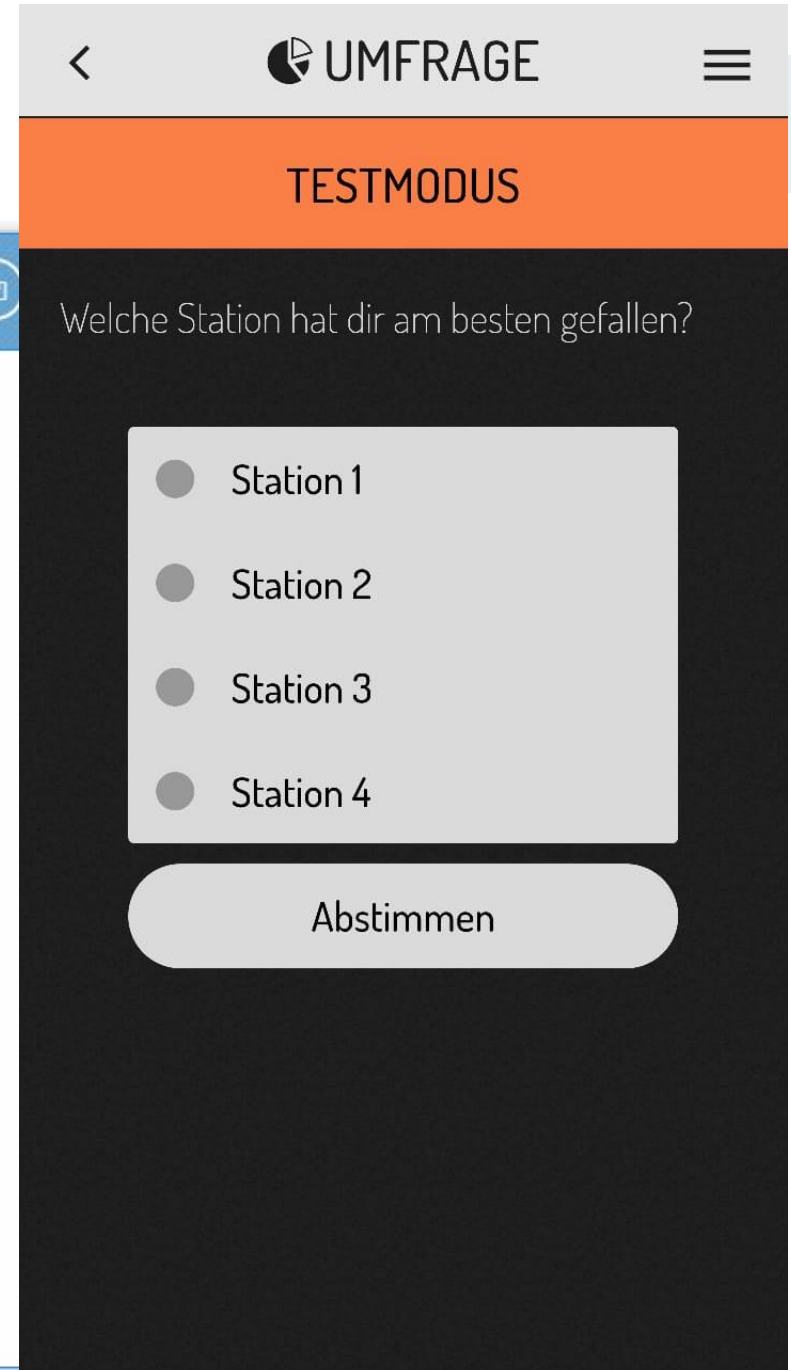 UMFRAGE
TESTMODUS
Welche Station hat dir am besten gefallen?
Station 1
Station 2
Station 3
Station 4
Abstimmen